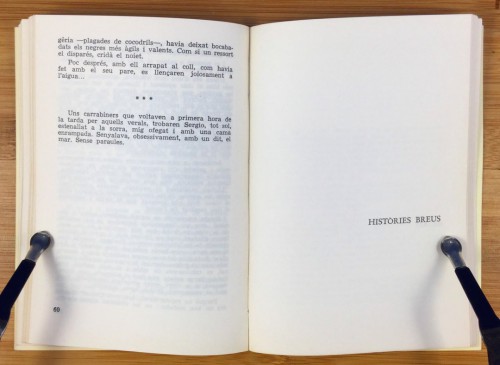 gèria —plagades de cocodrils—, havia deixat bocaba-
dats els negres més àgils i valents. Com si un ressort
el disparés, cridà el noiet.
Poc després, amb ell arrapat al coll, com havia
fet amb el seu pare, es llençaren joiosament a
l'aigua...
* * *
Uns carrabiners que voltaven a primera hora de
la tarda per aquells verals, trobaren Sergio, tot sol,
estenallat a la sorra, mig ofegat i amb una cama
enrampada. Senyalava, obsessivament, amb un dit, el
mar. Sense paraules.
60
HISTÒRIES BREUS